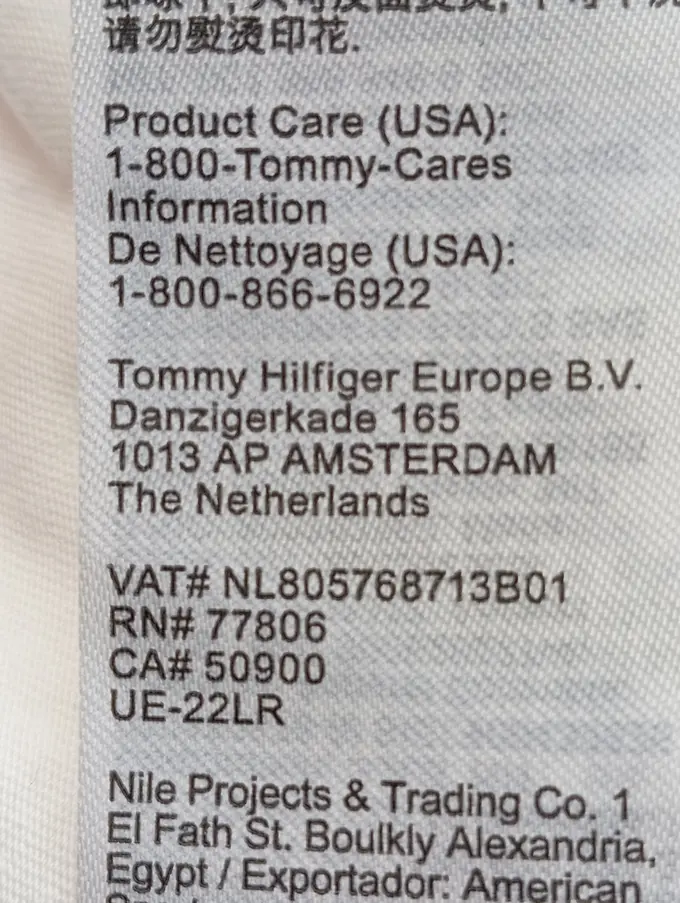 请勿熨烫印花.
Product Care (USA):
1-800-Tommy-Cares
Information
De Nettoyage (USA):
1-800-866-6922
Tommy Hilfiger Europe B.V.
Danzigerkade 165
1013 AP AMSTERDAM
The Netherlands
VAT# NL805768713B01
RN# 77806
CA# 50900
UE-22LR
Nile Projects & Trading Co. 1
El Fath St. Boulkly Alexandria,
Egypt / Exportador: American